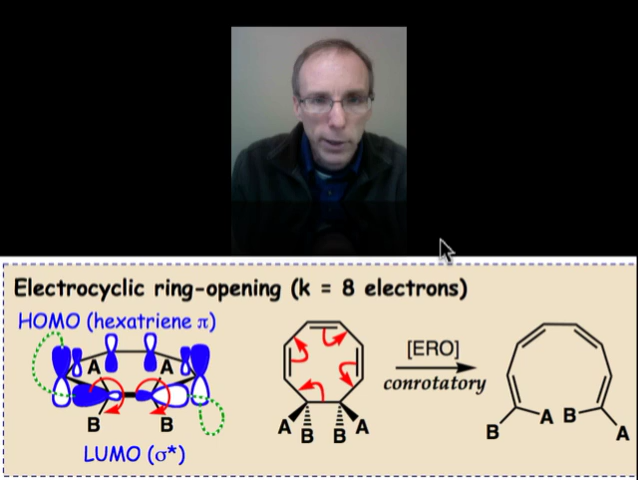 Electrocyclic ring-opening (k = 8 electrons)
HOMO (hexatriene π)
A A
B B
LUMO (σ*)
A B B A
[ERO]
conrotatory
B A B A